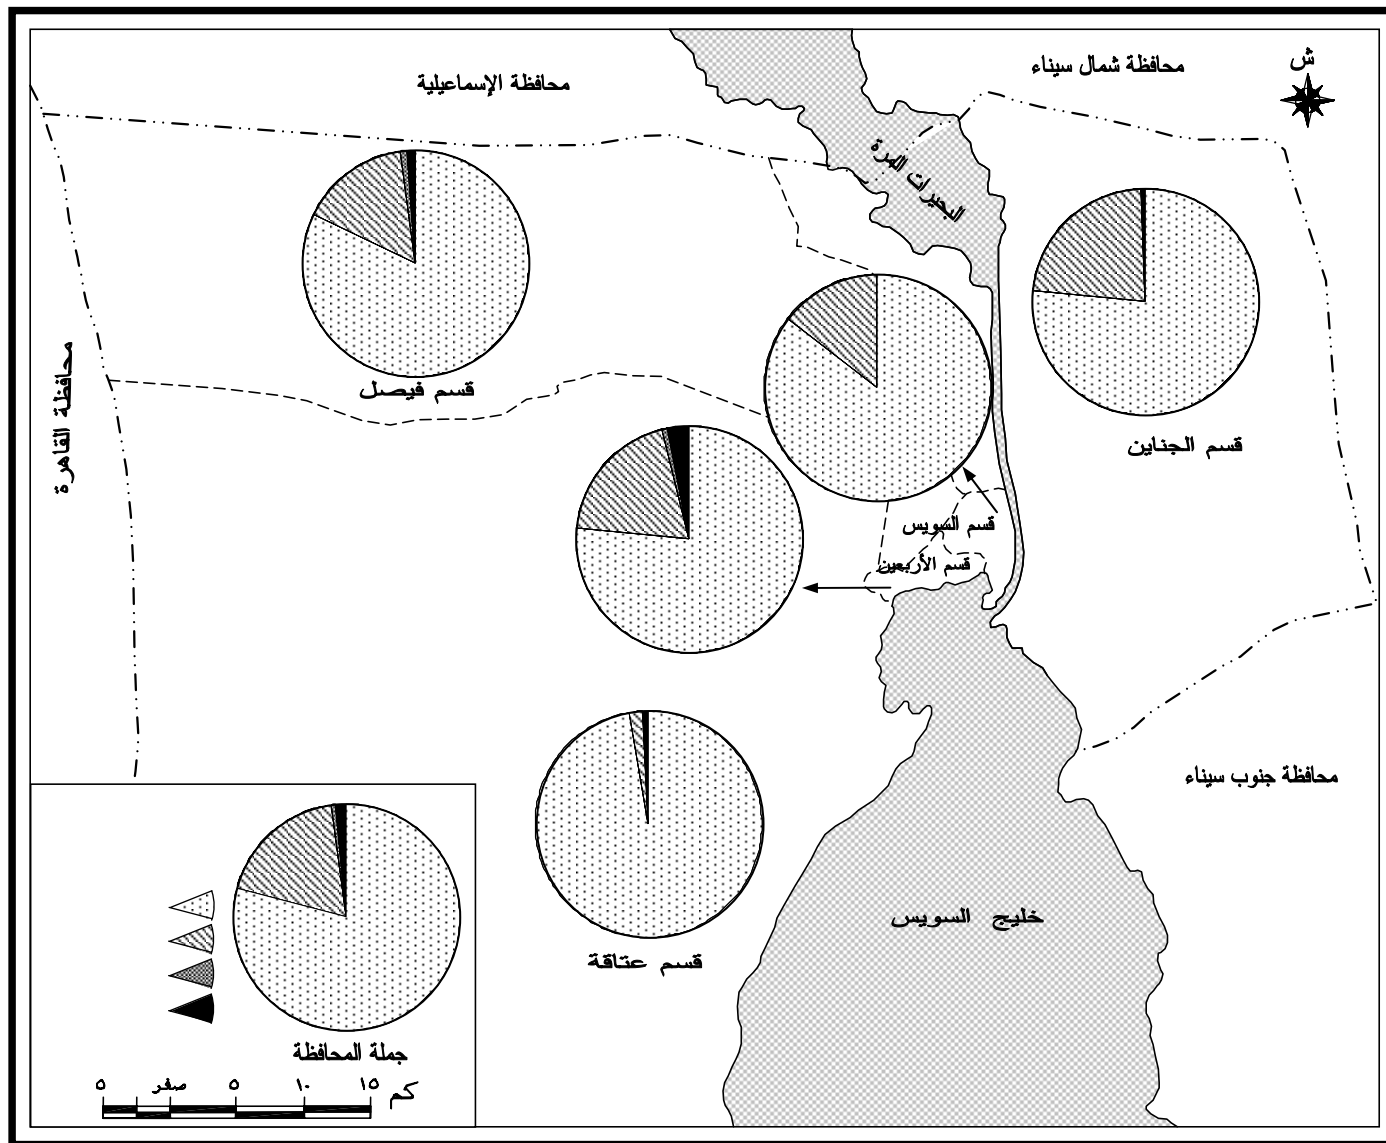 ش
محافظة شمال سيناء
محافظة الإسماعيلية
البحيرات المرة
محافظة القاهرة
قسم فيصل
قسم الجناين
قسم السويس
قسم الأربعين
محافظة جنوب سيناء
خليج السويس
قسم عتاقة
جملة المحافظة
٥ صفر ٥ ١٠ ١٥ كم